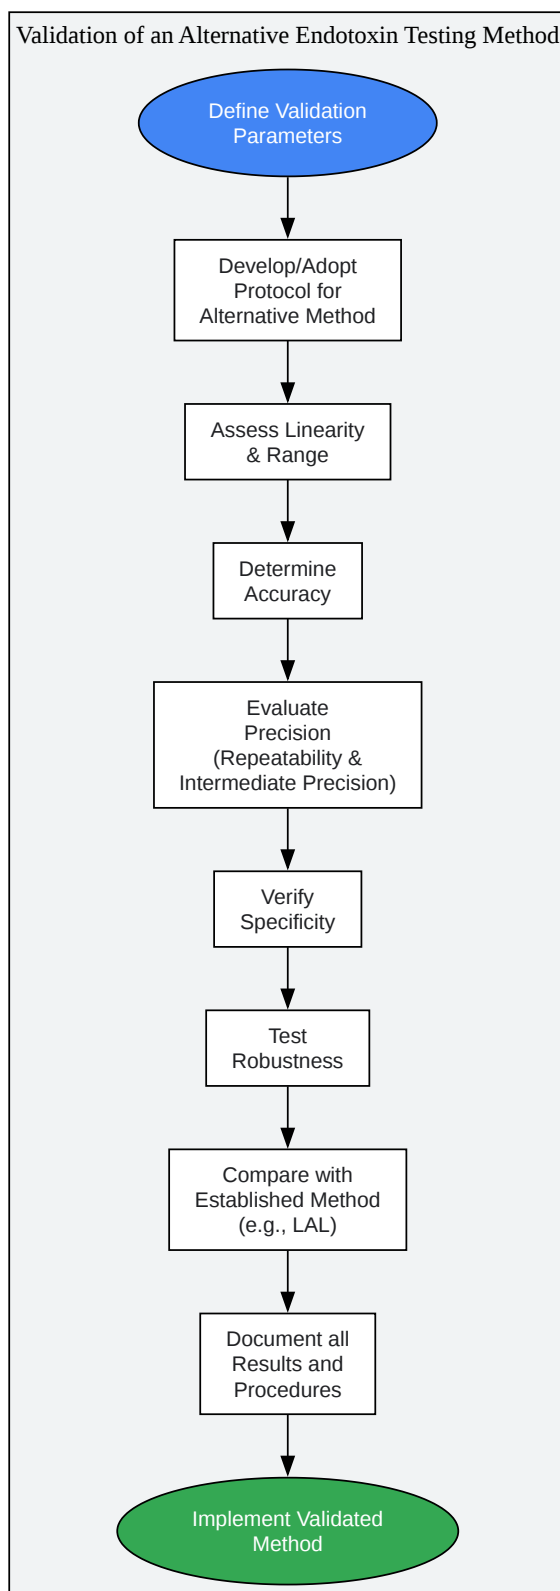 Validation of an Alternative Endotoxin Testing Method
Define Validation
Parameters
Develop/Adopt
Protocol for
Alternative Method
Assess Linearity
& Range
Determine
Accuracy
Evaluate
Precision
(Repeatability &
Intermediate Precision)
Verify
Specificity
Test
Robustness
Compare with
Established Method
(e.g., LAL)
Document all
Results and
Procedures
Implement Validated
Method